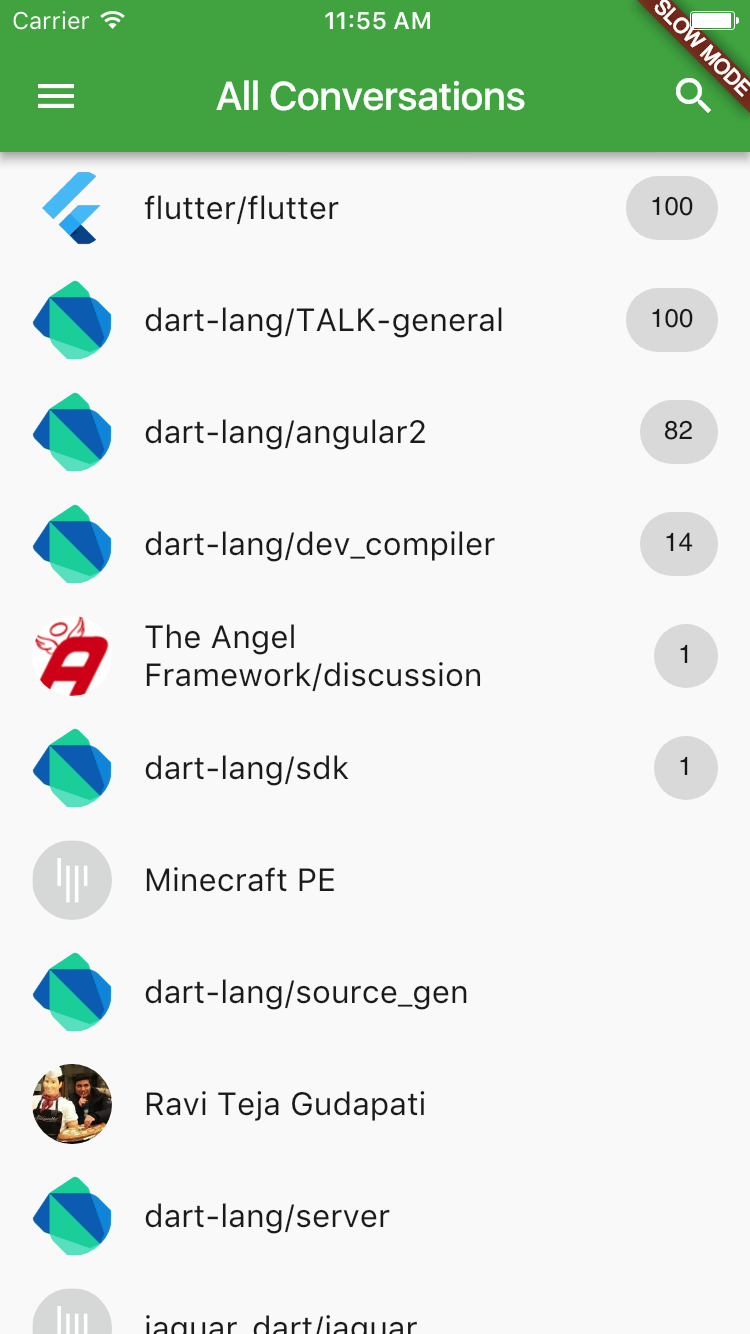 Carrier 11:55 AM
SLOW MODE
All Conversations
flutter/flutter 100
dart-lang/TALK-general 100
dart-lang/angular2 82
dart-lang/dev_compiler 14
The Angel
Framework/discussion 1
dart-lang/sdk 1
Minecraft PE
dart-lang/source_gen
Ravi Teja Gudapati
dart-lang/server
jaguar_dart/jaguar